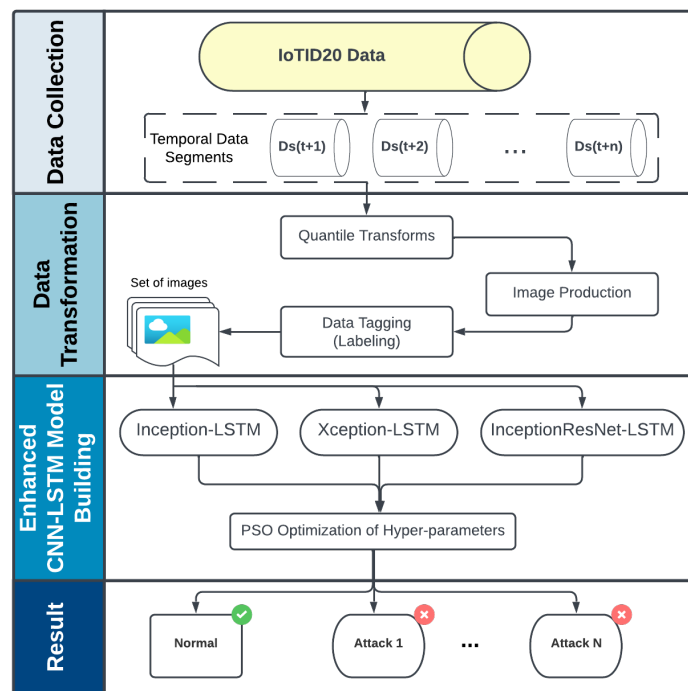 Data Collection
IoTID20 Data
Temporal Data
Segments
Ds(t+1)
Ds(t+2)
...
Ds(t+n)
Data
Transformation
Quantile Transforms
Image Production
Data Tagging
(Labeling)
Set of images
Enhanced
CNN-LSTM Model
Building
Inception-LSTM
Xception-LSTM
InceptionResNet-LSTM
PSO Optimization of Hyper-parameters
Result
Normal
Attack 1
...
Attack N